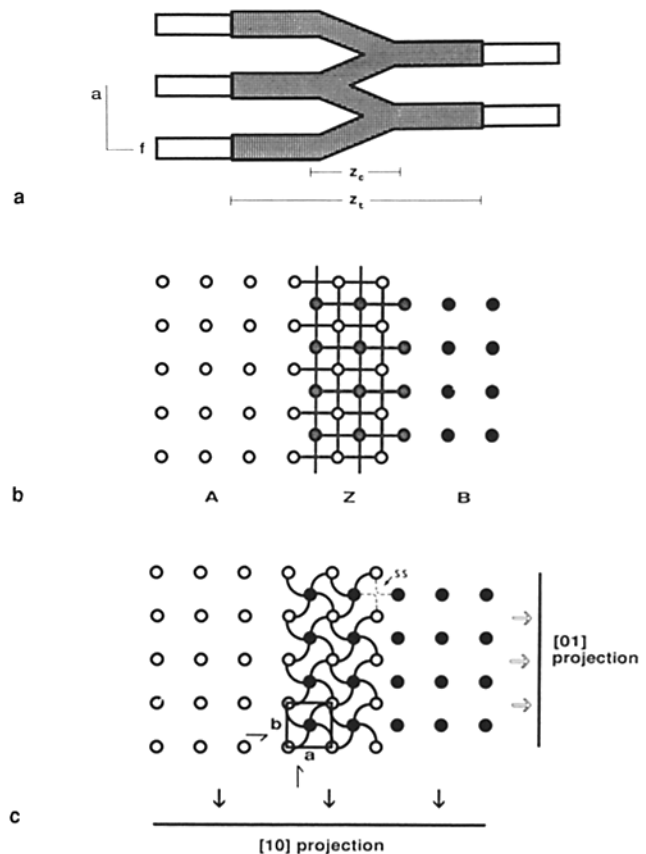 a
f
z_c
z_t
a
b
A Z B
ss
[01]
projection
b
a
c
[10] projection